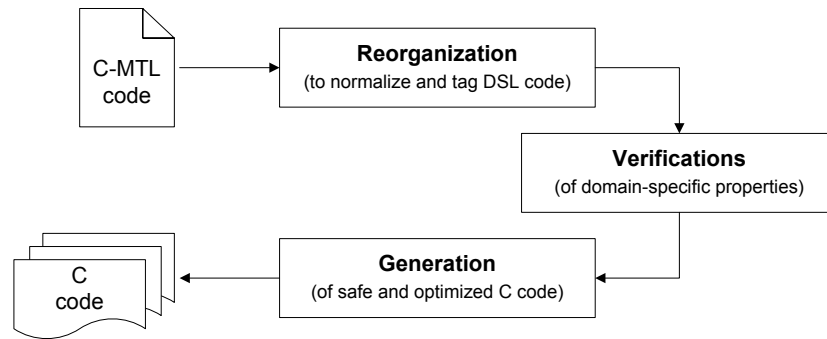 C-MTL
code
Reorganization
(to normalize and tag DSL code)
Verifications
(of domain-specific properties)
Generation
(of safe and optimized C code)
C
code